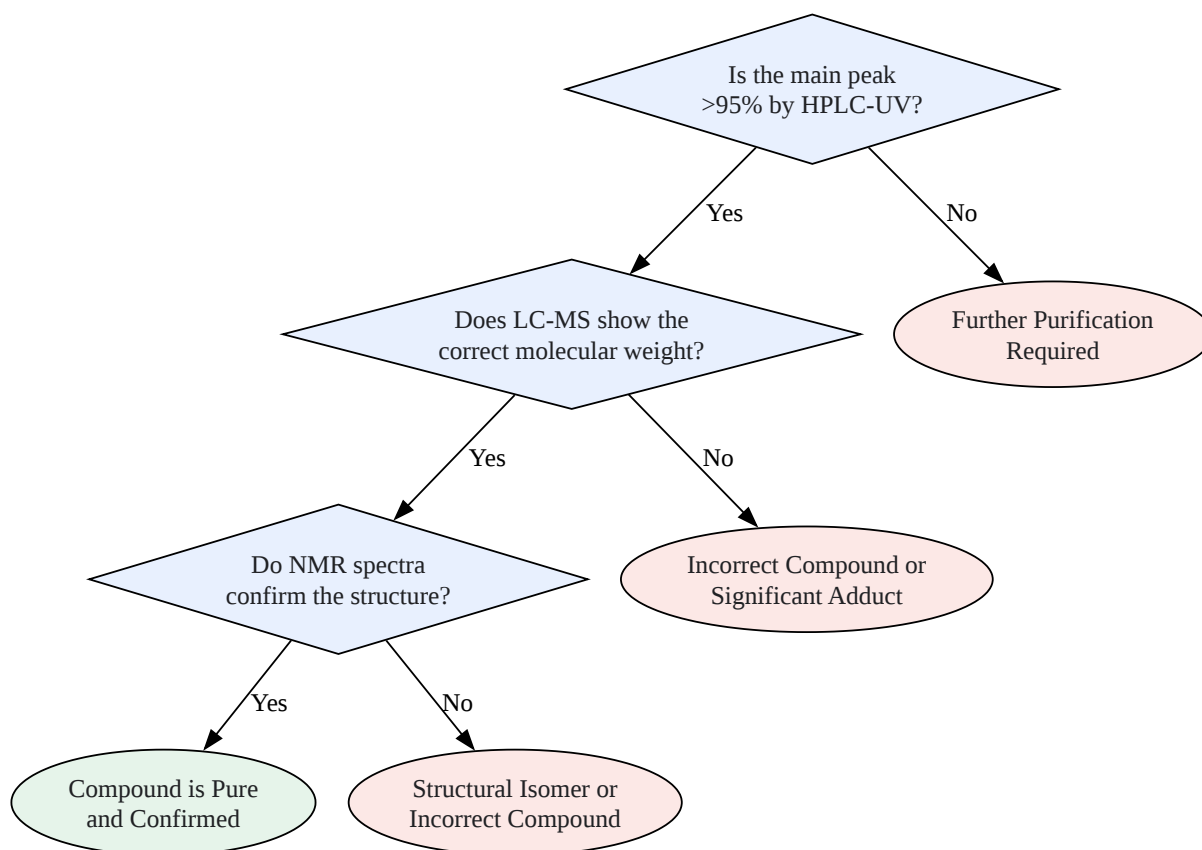 Is the main peak
>95% by HPLC-UV?
Yes
No
Does LC-MS show the
correct molecular weight?
Further Purification
Required
Yes
No
Do NMR spectra
confirm the structure?
Incorrect Compound or
Significant Adduct
Yes
No
Compound is Pure
and Confirmed
Structural Isomer or
Incorrect Compound